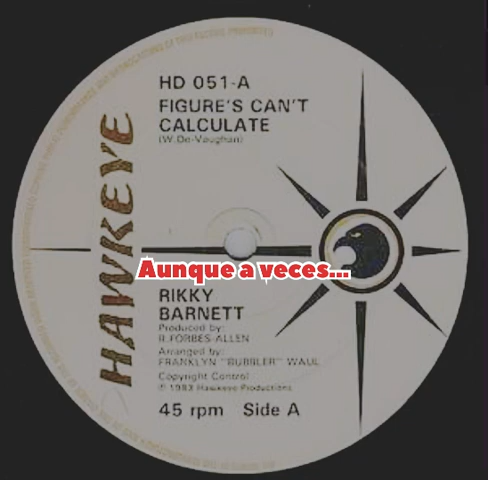 HD 051-A
FIGURE'S CAN'T
CALCULATE
(W.De-Vaughan)
HAWKEYE
Aunque a veces...
RIKKY
BARNETT
Produced by:
R.FORBES-ALLEN
Arranged by:
FRANKLYN "BUBBLER" WAUL
Copyright Control
℗ 1983 Hawkeye Productions
45 rpm Side A